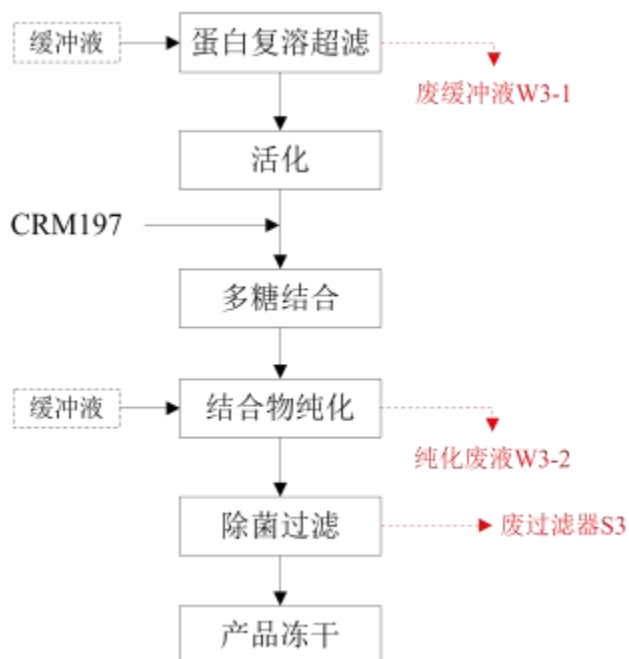 缓冲液
蛋白复溶超滤
废缓冲液W3-1
活化
CRM197
多糖结合
缓冲液
结合物纯化
纯化废液W3-2
除菌过滤
废过滤器S3
产品冻干